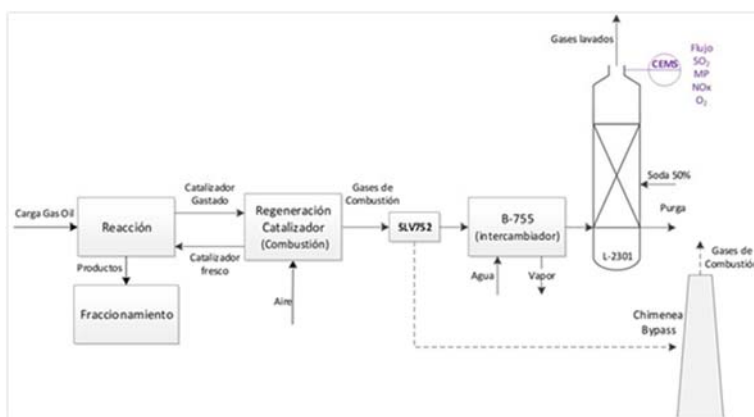 Gases lavados
CEMS
Flujo
SO₂
MP
NOx
O₂
Soda 50%
Purga
L-2301
Carga Gas Oil
Reacción
Catalizador
Gastado
Catalizador
fresco
Regeneración
Catalizador
(Combustión)
Gases de
Combustión
SLV752
B-755
(intercambiador)
Productos
Fraccionamiento
Aire
Agua
Vapor
Gases de
Combustión
Chimenea
Bypass